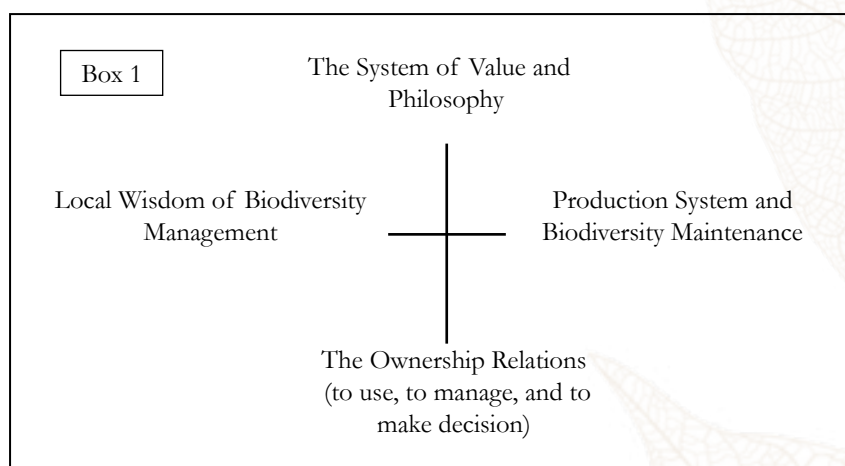 Box 1
The System of Value and
Philosophy
Local Wisdom of Biodiversity
Management
Production System and
Biodiversity Maintenance
The Ownership Relations
(to use, to manage, and to
make decision)